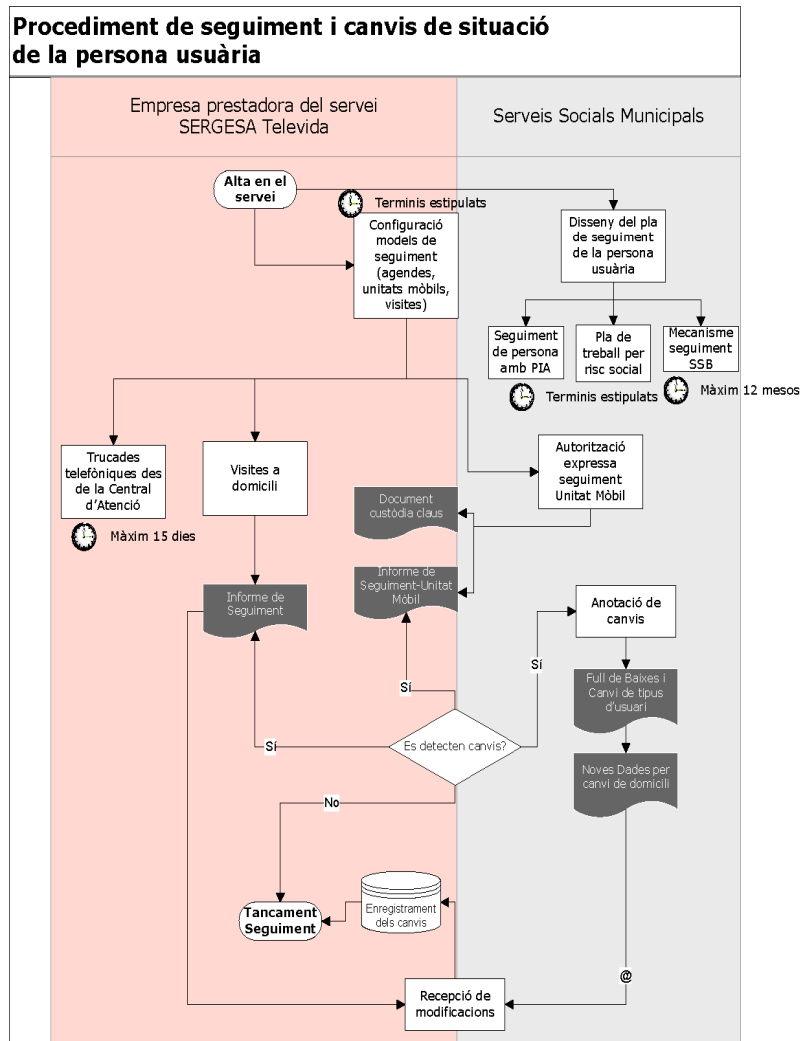 Procediment de seguiment i canvis de situació
de la persona usuària
Empresa prestadora del servei
SERGESA Televida
Serveis Socials Municipals
Alta en el
servei
Terminis estipulats
Configuració
models de
seguiment
(agendes,
unitats mòbils,
visites)
Disseny del pla
de seguiment
de la persona
usuària
Seguiment
de persona
amb PIA
Pla de
treball per
risc social
Mecanisme
seguiment
SSB
Terminis estipulats
Màxim 12 mesos
Trucades
telefòniques des
de la Central
d'Atenció
Màxim 15 dies
Visites a
domicili
Autorització
expressa
seguiment
Unitat Mòbil
Document
custòdia claus
Informe de
Seguiment-Unitat
Mòbil
Informe de
Seguiment
Anotació de
canvis
Sí
Full de Baixes i
Canvi de tipus
d'usuari
Sí
Sí
Es detecten canvis?
Noves Dades per
canvi de domicili
No
Tancament
Seguiment
Enregistrament
dels canvis
@
Recepció de
modificacions